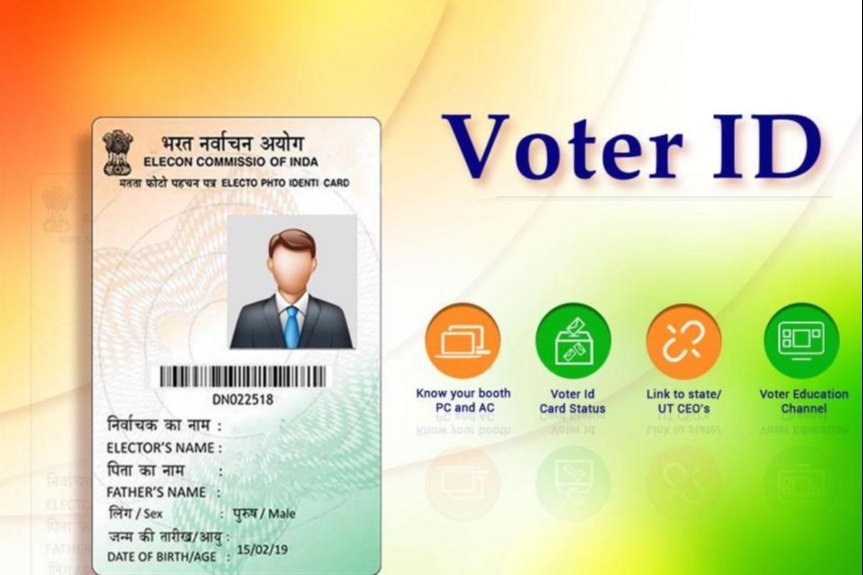 भरत नर्वाचन अयोग
ELECON COMMISSIO OF INDA
मतता फोटो पहचन पत्र ELECTO PHTO IDENTI CARD
DN022518
निर्वाचक का नाम :
ELECTOR'S NAME :
पिता का नाम :
FATHER'S NAME :
लिंग / Sex : पुरुष / Male
जन्म की तारीख/आयु :
DATE OF BIRTH/AGE : 15/02/19
Voter ID
Know your booth
PC and AC
Voter Id
Card Status
Link to state/
UT CEO's
Voter Education
Channel